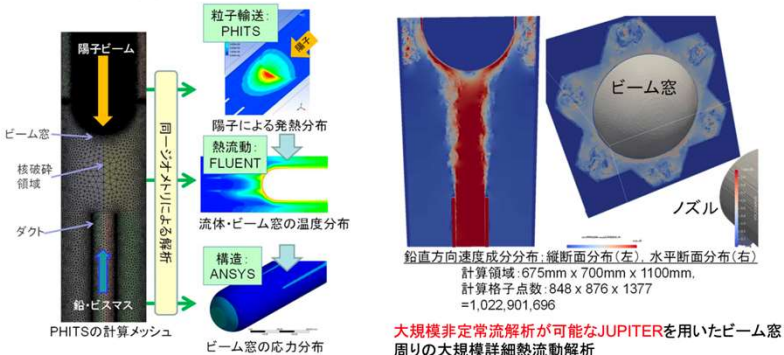 陽子ビーム
ビーム窓
核破砕
領域
ダクト
鉛・ビスマス
PHITSの計算メッシュ
同一ジオメトリによる解析
粒子輸送:
PHITS
陽子
陽子による発熱分布
熱流動:
FLUENT
流体・ビーム窓の温度分布
構造:
ANSYS
ビーム窓の応力分布
ビーム窓
ノズル
鉛直方向速度成分分布; 縦断面分布(左), 水平断面分布(右)
計算領域: 675mm x 700mm x 1100mm,
計算格子点数: 848 x 876 x 1377
=1,022,901,696
大規模非定常流解析が可能なJUPITERを用いたビーム窓
周りの大規模詳細熱流動解析